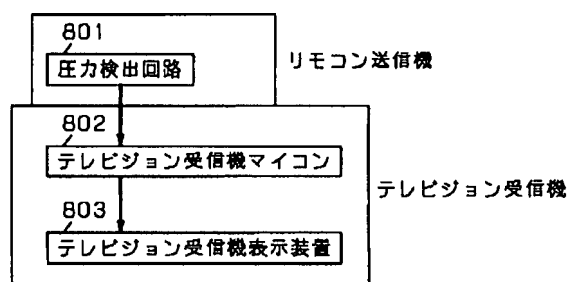 801
圧力検出回路
リモコン送信機
802
テレビジョン受信機マイコン
テレビジョン受信機
803
テレビジョン受信機表示装置